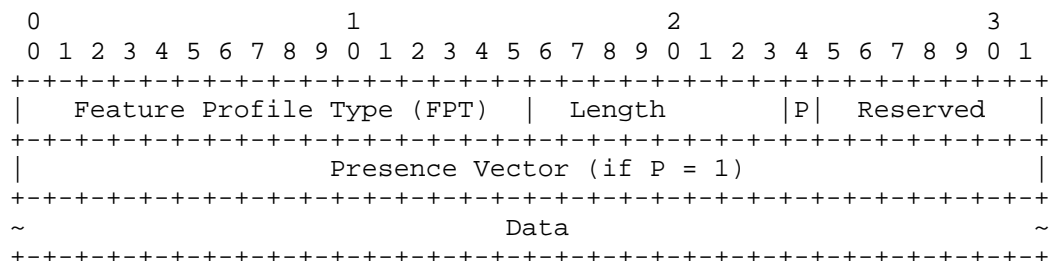 0                   1                   2                   3
 0 1 2 3 4 5 6 7 8 9 0 1 2 3 4 5 6 7 8 9 0 1 2 3 4 5 6 7 8 9 0 1
+-+-+-+-+-+-+-+-+-+-+-+-+-+-+-+-+-+-+-+-+-+-+-+-+-+-+-+-+-+-+-+-+
|   Feature Profile Type (FPT)  |  Length       |P|  Reserved   |
+-+-+-+-+-+-+-+-+-+-+-+-+-+-+-+-+-+-+-+-+-+-+-+-+-+-+-+-+-+-+-+-+
|                   Presence Vector (if P = 1)                  |
+-+-+-+-+-+-+-+-+-+-+-+-+-+-+-+-+-+-+-+-+-+-+-+-+-+-+-+-+-+-+-+-+
~                              Data                             ~
+-+-+-+-+-+-+-+-+-+-+-+-+-+-+-+-+-+-+-+-+-+-+-+-+-+-+-+-+-+-+-+-+